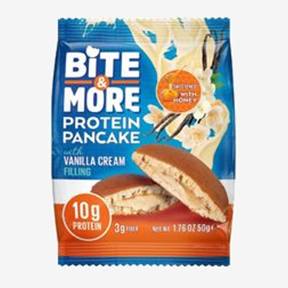 BiTE
&
MORE
PROTEIN
PANCAKE
with
VANILLA CREAM
FILLING
WITH
HONEY
10g
PROTEIN
3g FIBER
NET WT. 1.76 OZ (50g)